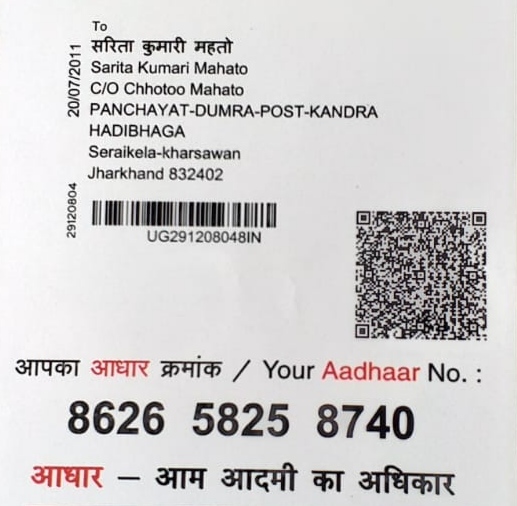 To
सरिता कुमारी महतो
Sarita Kumari Mahato
C/O Chhotoo Mahato
PANCHAYAT-DUMRA-POST-KANDRA
HADIBHAGA
Seraikela-kharsawan
Jharkhand 832402
20/07/2011
29120804
UG291208048IN
आपका आधार क्रमांक / Your Aadhaar No. :
8626 5825 8740
आधार – आम आदमी का अधिकार